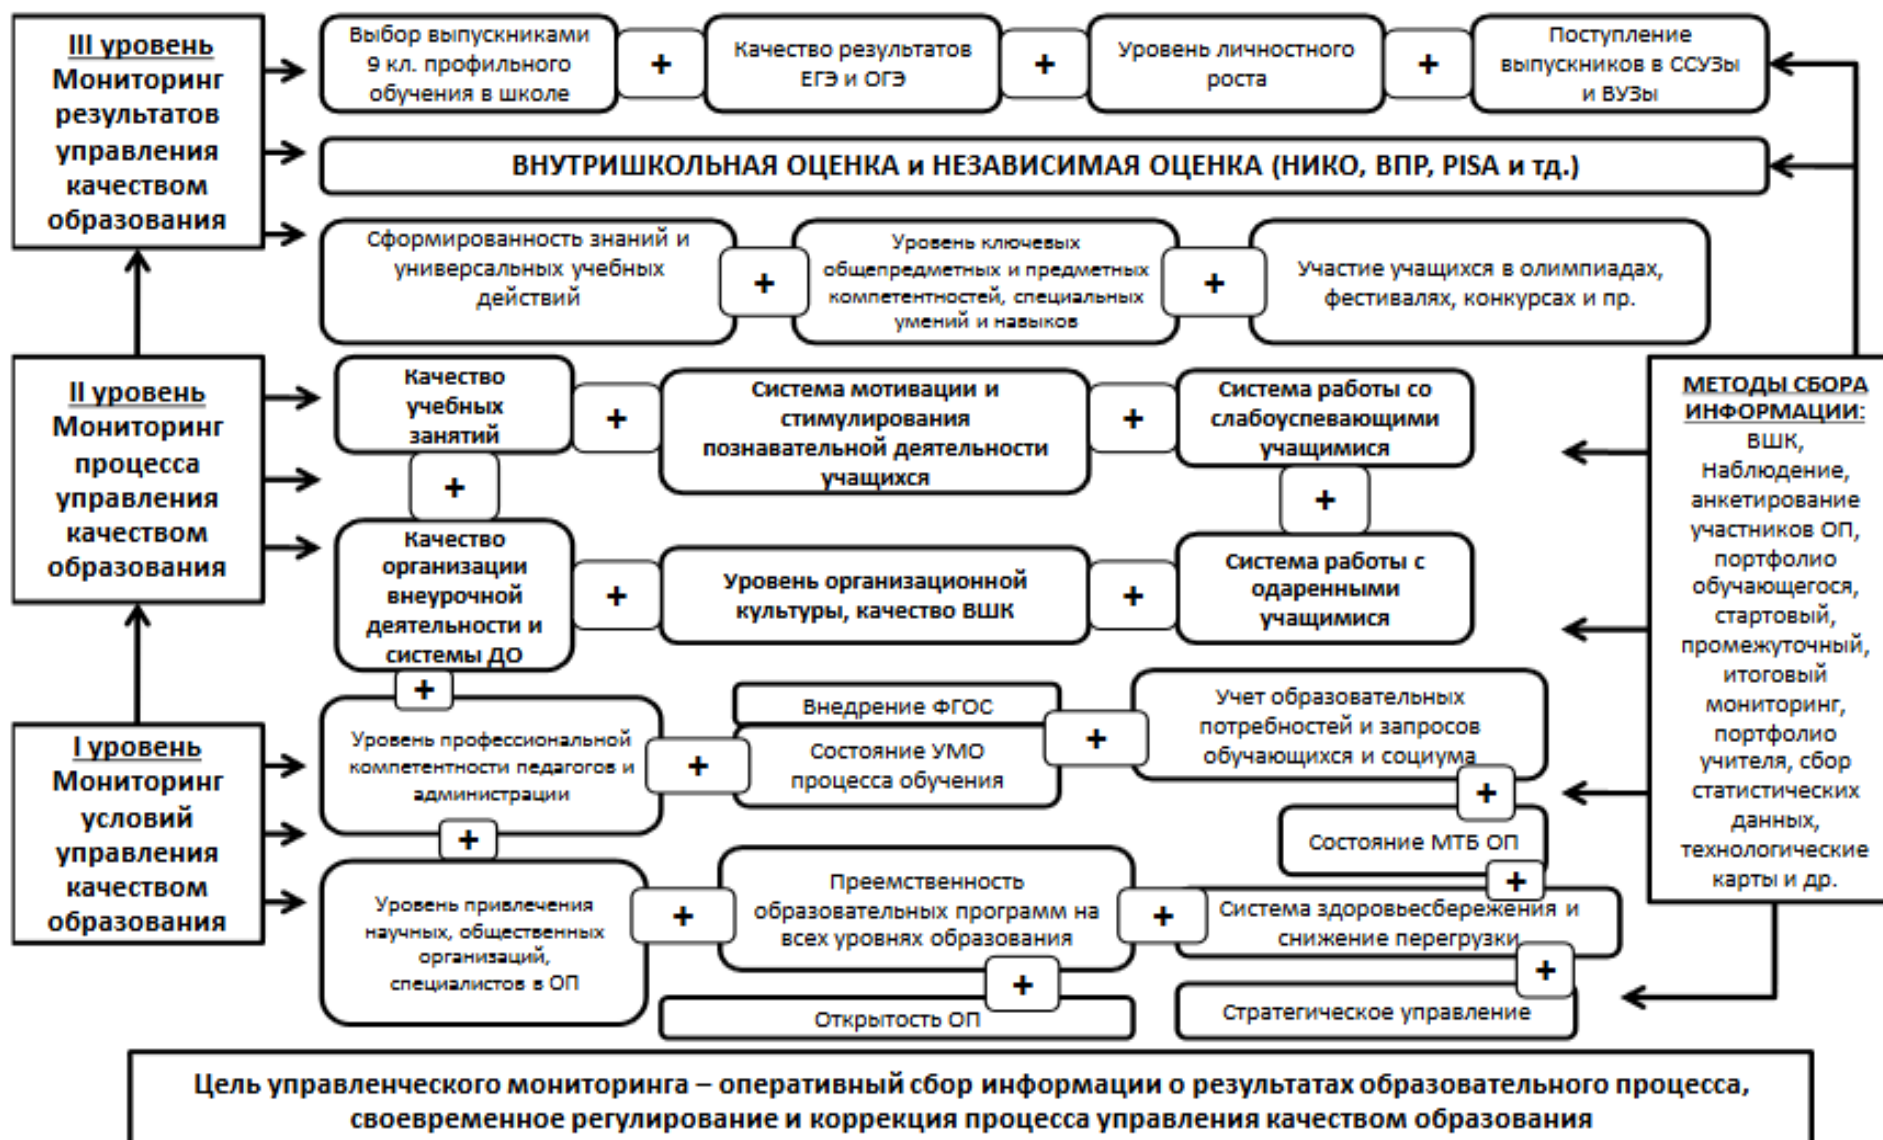 III уровень
Мониторинг
результатов
управления
качеством
образования
Выбор выпускниками
9 кл. профильного
обучения в школе
+
Качество результатов
ЕГЭ и ОГЭ
+
Уровень личностного
роста
+
Поступление
выпускников в ССУЗы
и ВУЗы
ВНУТРИШКОЛЬНАЯ ОЦЕНКА и НЕЗАВИСИМАЯ ОЦЕНКА (НИКО, ВПР, PISA и тд.)
Сформированность знаний и
универсальных учебных
действий
+
Уровень ключевых
общепредметных и предметных
компетентностей, специальных
умений и навыков
+
Участие учащихся в олимпиадах,
фестивалях, конкурсах и пр.
II уровень
Мониторинг
процесса
управления
качеством
образования
Качество
учебных
занятий
+
Система мотивации и
стимулирования
познавательной деятельности
учащихся
+
Система работы со
слабоуспевающими
учащимися
+
+
Качество
организации
внеурочной
деятельности и
системы ДО
+
Уровень организационной
культуры, качество ВШК
+
Система работы с
одаренными
учащимися
+
I уровень
Мониторинг
условий
управления
качеством
образования
Уровень профессиональной
компетентности педагогов и
администрации
+
Внедрение ФГОС
Состояние УМО
процесса обучения
+
Учет образовательных
потребностей и запросов
обучающихся и социума
+
+
Состояние МТБ ОП
+
Уровень привлечения
научных, общественных
организаций,
специалистов в ОП
+
Преемственность
образовательных программ на
всех уровнях образования
+
Система здоровьесбережения и
снижение перегрузки
+
+
Открытость ОП
Стратегическое управление
МЕТОДЫ СБОРА
ИНФОРМАЦИИ:
ВШК,
Наблюдение,
анкетирование
участников ОП,
портфолио
обучающегося,
стартовый,
промежуточный,
итоговый
мониторинг,
портфолио
учителя, сбор
статистических
данных,
технологические
карты и др.
Цель управленческого мониторинга – оперативный сбор информации о результатах образовательного процесса,
своевременное регулирование и коррекция процесса управления качеством образования